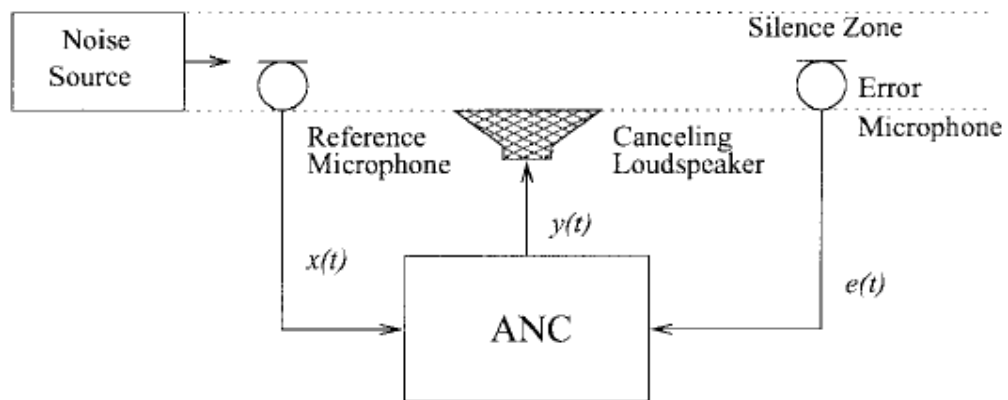 Noise
Source
Silence Zone
Error
Microphone
Reference
Microphone
Canceling
Loudspeaker
x(t)
y(t)
e(t)
ANC